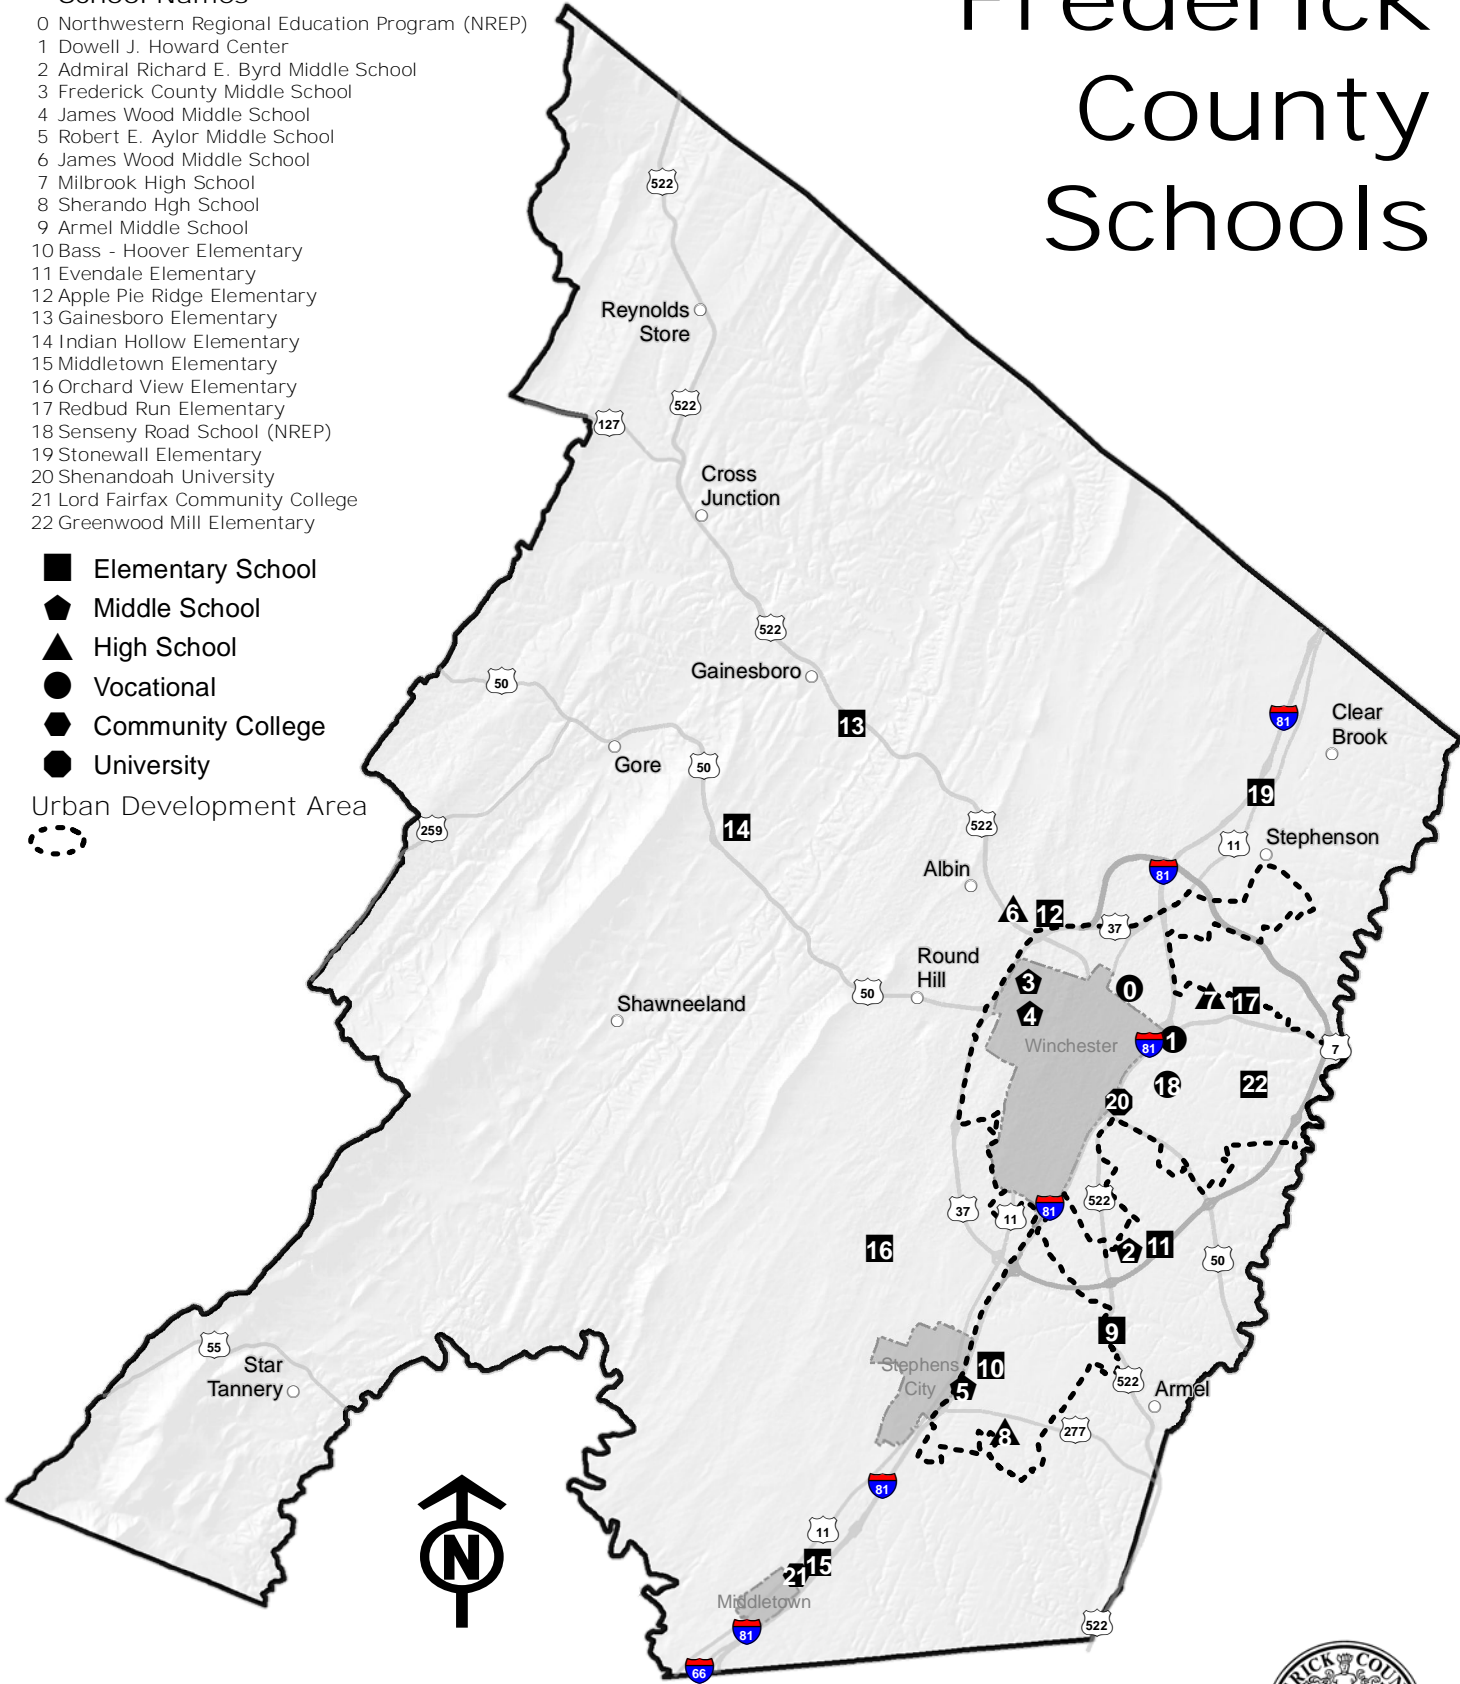 School Names
0 Northwestern Regional Education Program (NREP)
1 Dowell J. Howard Center
2 Admiral Richard E. Byrd Middle School
3 Frederick County Middle School
4 James Wood Middle School
5 Robert E. Aylor Middle School
6 James Wood Middle School
7 Milbrook High School
8 Sherando Hgh School
9 Armel Middle School
10 Bass - Hoover Elementary
11 Evendale Elementary
12 Apple Pie Ridge Elementary
13 Gainesboro Elementary
14 Indian Hollow Elementary
15 Middletown Elementary
16 Orchard View Elementary
17 Redbud Run Elementary
18 Senseny Road School (NREP)
19 Stonewall Elementary
20 Shenandoah University
21 Lord Fairfax Community College
22 Greenwood Mill Elementary
Elementary School
Middle School
High School
Vocational
Community College
University
Urban Development Area
Frederick
County
Schools
522
Reynolds
Store
522
127
Cross
Junction
522
Gainesboro
50
13
81
Clear
Brook
Gore
50
19
259
14
522
11
Stephenson
Albin
81
6
12
37
Round
Hill
3
0
50
7
17
Shawneeland
4
Winchester
81
1
7
18
22
20
37
11
81
522
16
2
11
50
55
Star
Tannery
9
Stephens
City
10
5
522
Armel
8
277
81
N
11
15
21
Middletown
81
522
66
RICK COUN